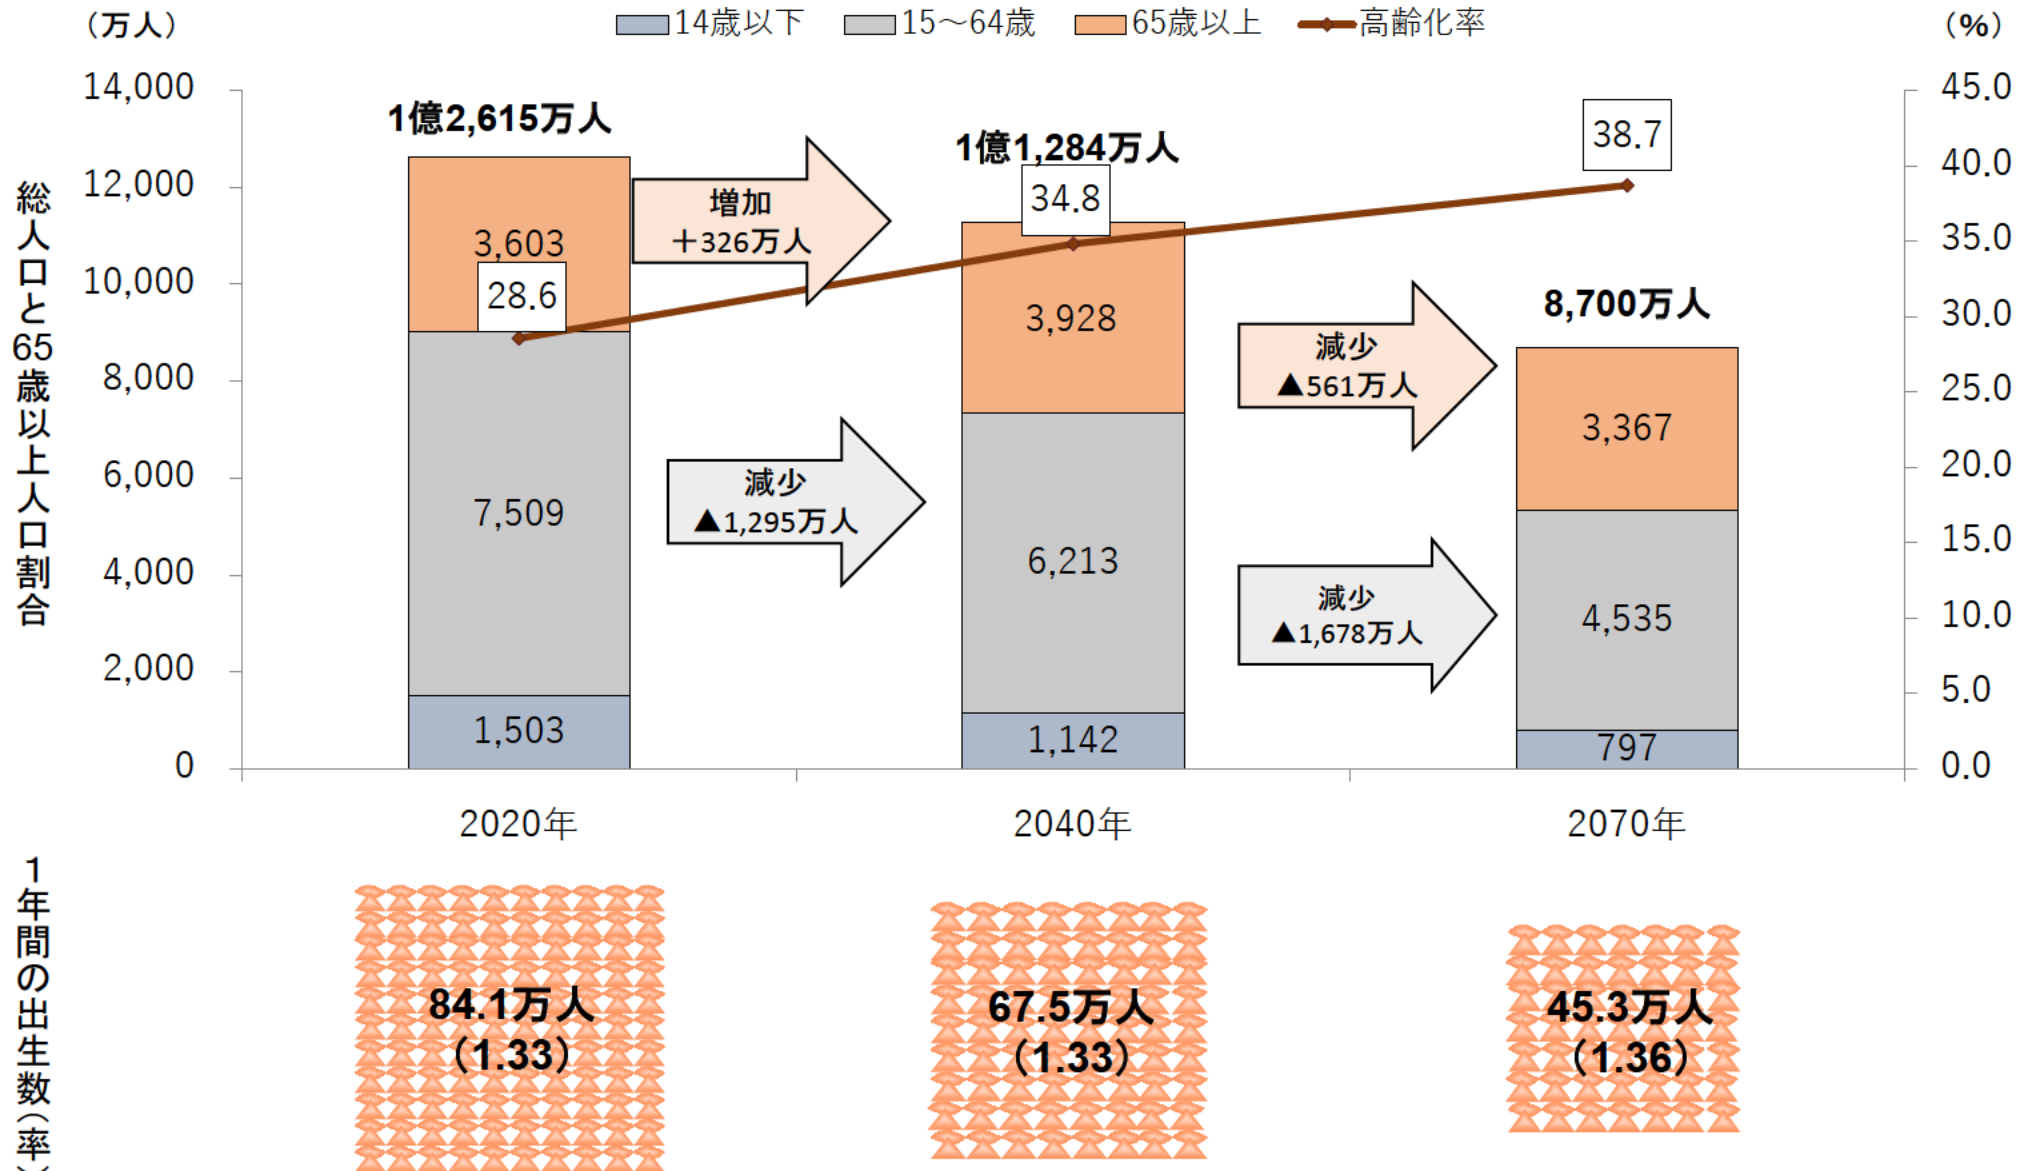 （万人）
14歳以下 15～64歳 65歳以上 高齢化率
（%）
総人口と65歳以上人口割合
14,000
12,000
10,000
8,000
6,000
4,000
2,000
0
1億2,615万人
3,603
28.6
7,509
1,503
増加
＋326万人
減少
▲1,295万人
1億1,284万人
34.8
3,928
6,213
1,142
減少
▲561万人
減少
▲1,678万人
38.7
8,700万人
3,367
4,535
797
45.0
40.0
35.0
30.0
25.0
20.0
15.0
10.0
5.0
0.0
2020年 2040年 2070年
１年間の出生数（率）
84.1万人
（1.33）
67.5万人
（1.33）
45.3万人
（1.36）